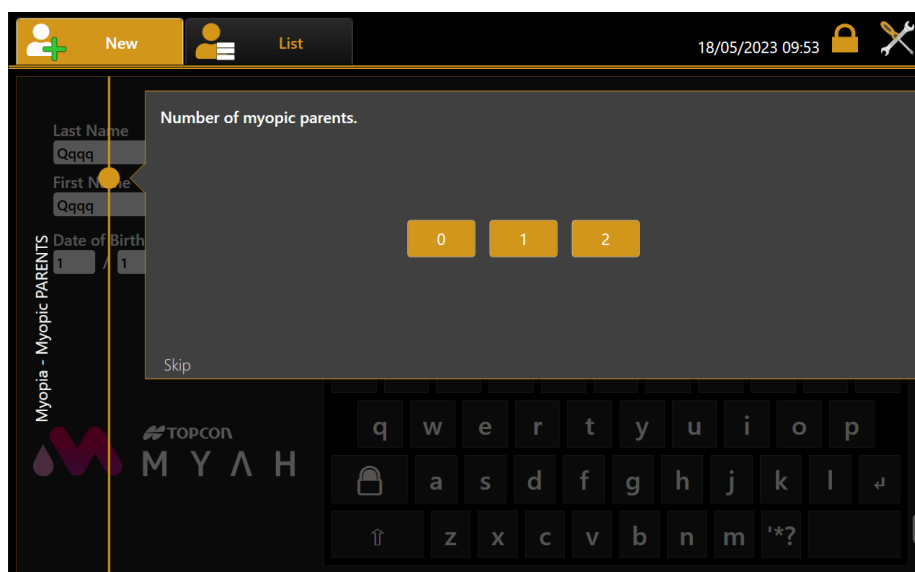 New
List
18/05/2023 09:53
Number of myopic parents.
Last Name
Qqqq
First N e
Qqqq
Date of Birth
1 / 1
0 1 2
Skip
Myopia - Myopic PARENTS
TOPCON
MYAH
q w e r t y u i o p
a s d f g h j k l
z x c v b n m '*?